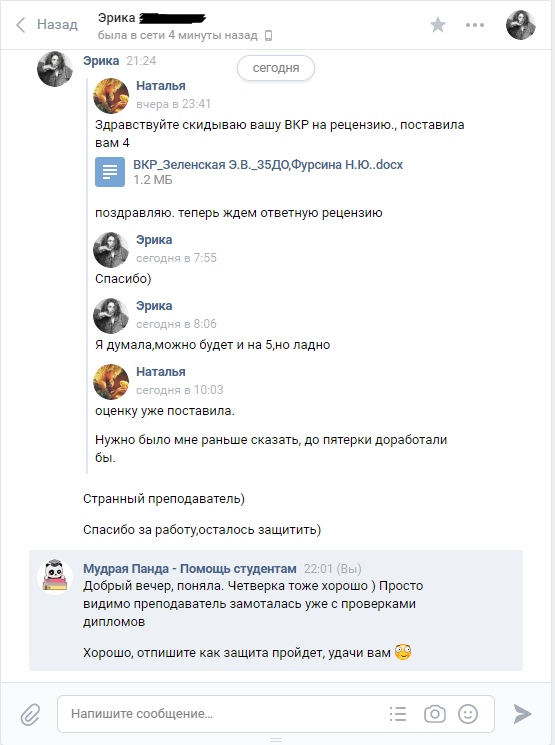 Назад
Эрика
была в сети 4 минуты назад
сегодня
Эрика 21:24
Наталья
вчера в 23:41
Здравствуйте скидываю вашу ВКР на рецензию., поставила
вам 4
ВКР_Зеленская Э.В._35ДО,Фурсина Н.Ю..docx
1.2 МБ
поздравляю. теперь ждем ответную рецензию
Эрика
сегодня в 7:55
Спасибо)
Эрика
сегодня в 8:06
Я думала,можно будет и на 5,но ладно
Наталья
сегодня в 10:03
оценку уже поставила.
Нужно было мне раньше сказать, до пятерки доработали
бы.
Странный преподаватель)
Спасибо за работу,осталось защитить)
Мудрая Панда - Помощь студентам 22:01 (Вы)
Добрый вечер, поняла. Четверка тоже хорошо ) Просто
видимо преподаватель замоталась уже с проверками
дипломов
Хорошо, отпишите как защита пройдет, удачи вам
Напишите сообщение...